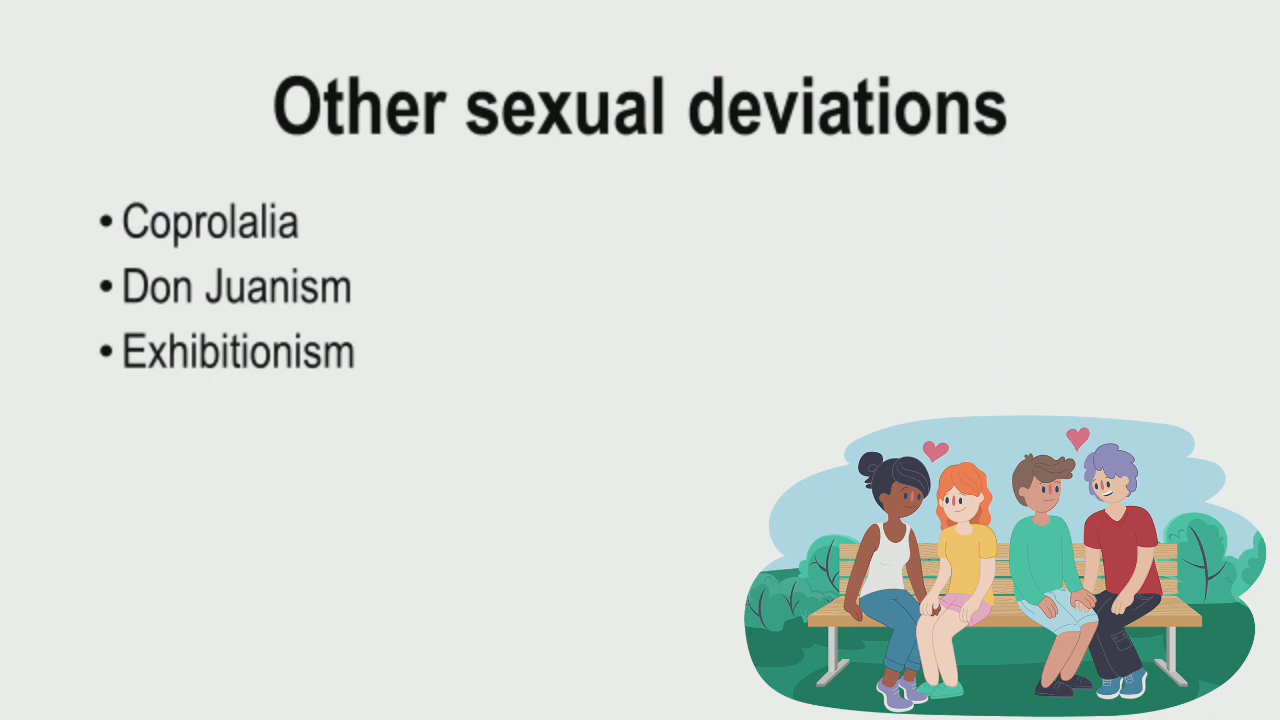 Other sexual deviations
• Coprolalia
• Don Juanism
• Exhibitionism